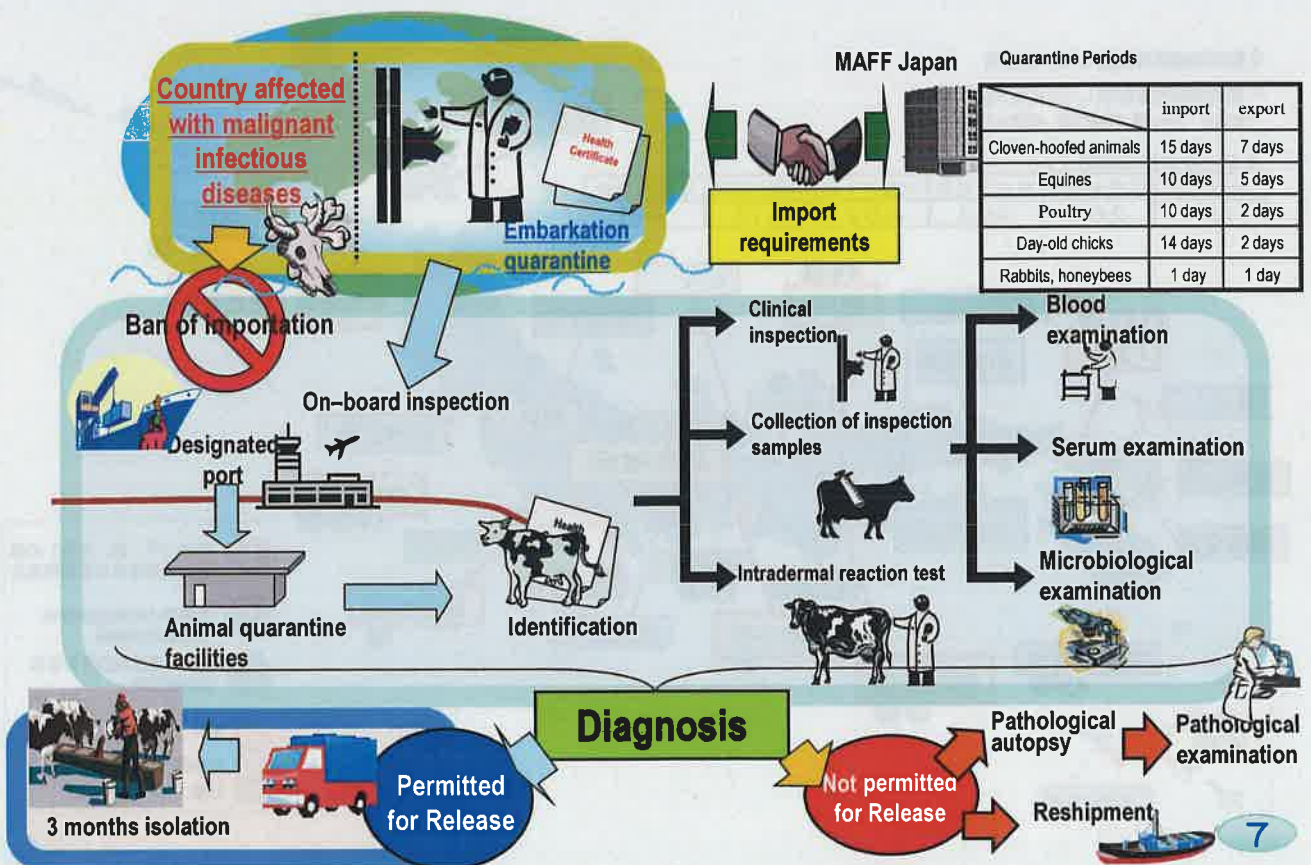 Country affected
with malignant
infectious
diseases
Health
Certificate
Embarkation
quarantine
MAFF Japan
Import
requirements
Quarantine Periods
import export
Cloven-hoofed animals 15 days 7 days
Equines 10 days 5 days
Poultry 10 days 2 days
Day-old chicks 14 days 2 days
Rabbits, honeybees 1 day 1 day
Ban of importation
On-board inspection
Designated
port
Animal quarantine
facilities
Health
Identification
Clinical
inspection
Collection of inspection
samples
Intradermal reaction test
Blood
examination
Serum examination
Microbiological
examination
Diagnosis
Permitted
for Release
3 months isolation
Not permitted
for Release
Pathological
autopsy
Pathological
examination
Reshipment
7